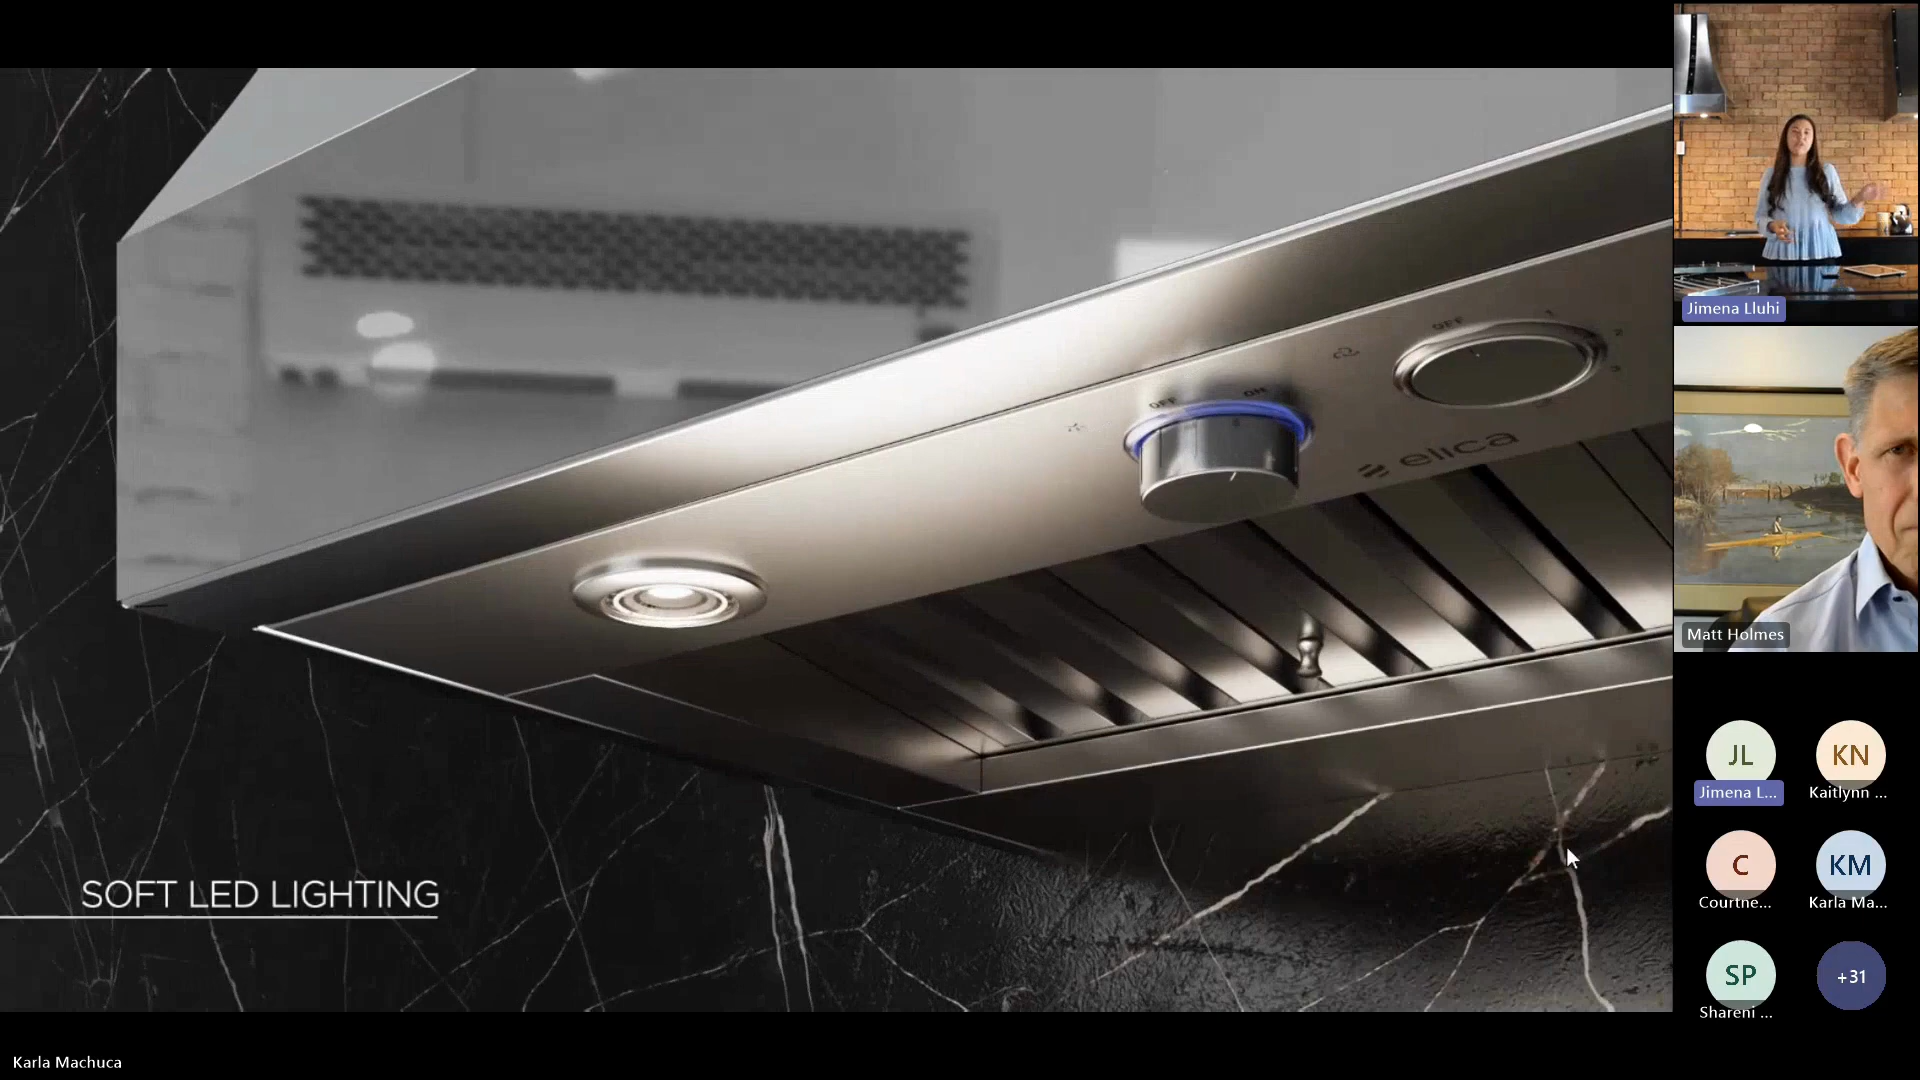 Jimena Lluhi
OFF
1
2
3
OFF
ON
elica
Matt Holmes
JL
KN
Jimena L...
Kaitlynn ...
C
KM
SOFT LED LIGHTING
Courtne...
Karla Ma...
SP
+31
Shareni ...
Karla Machuca